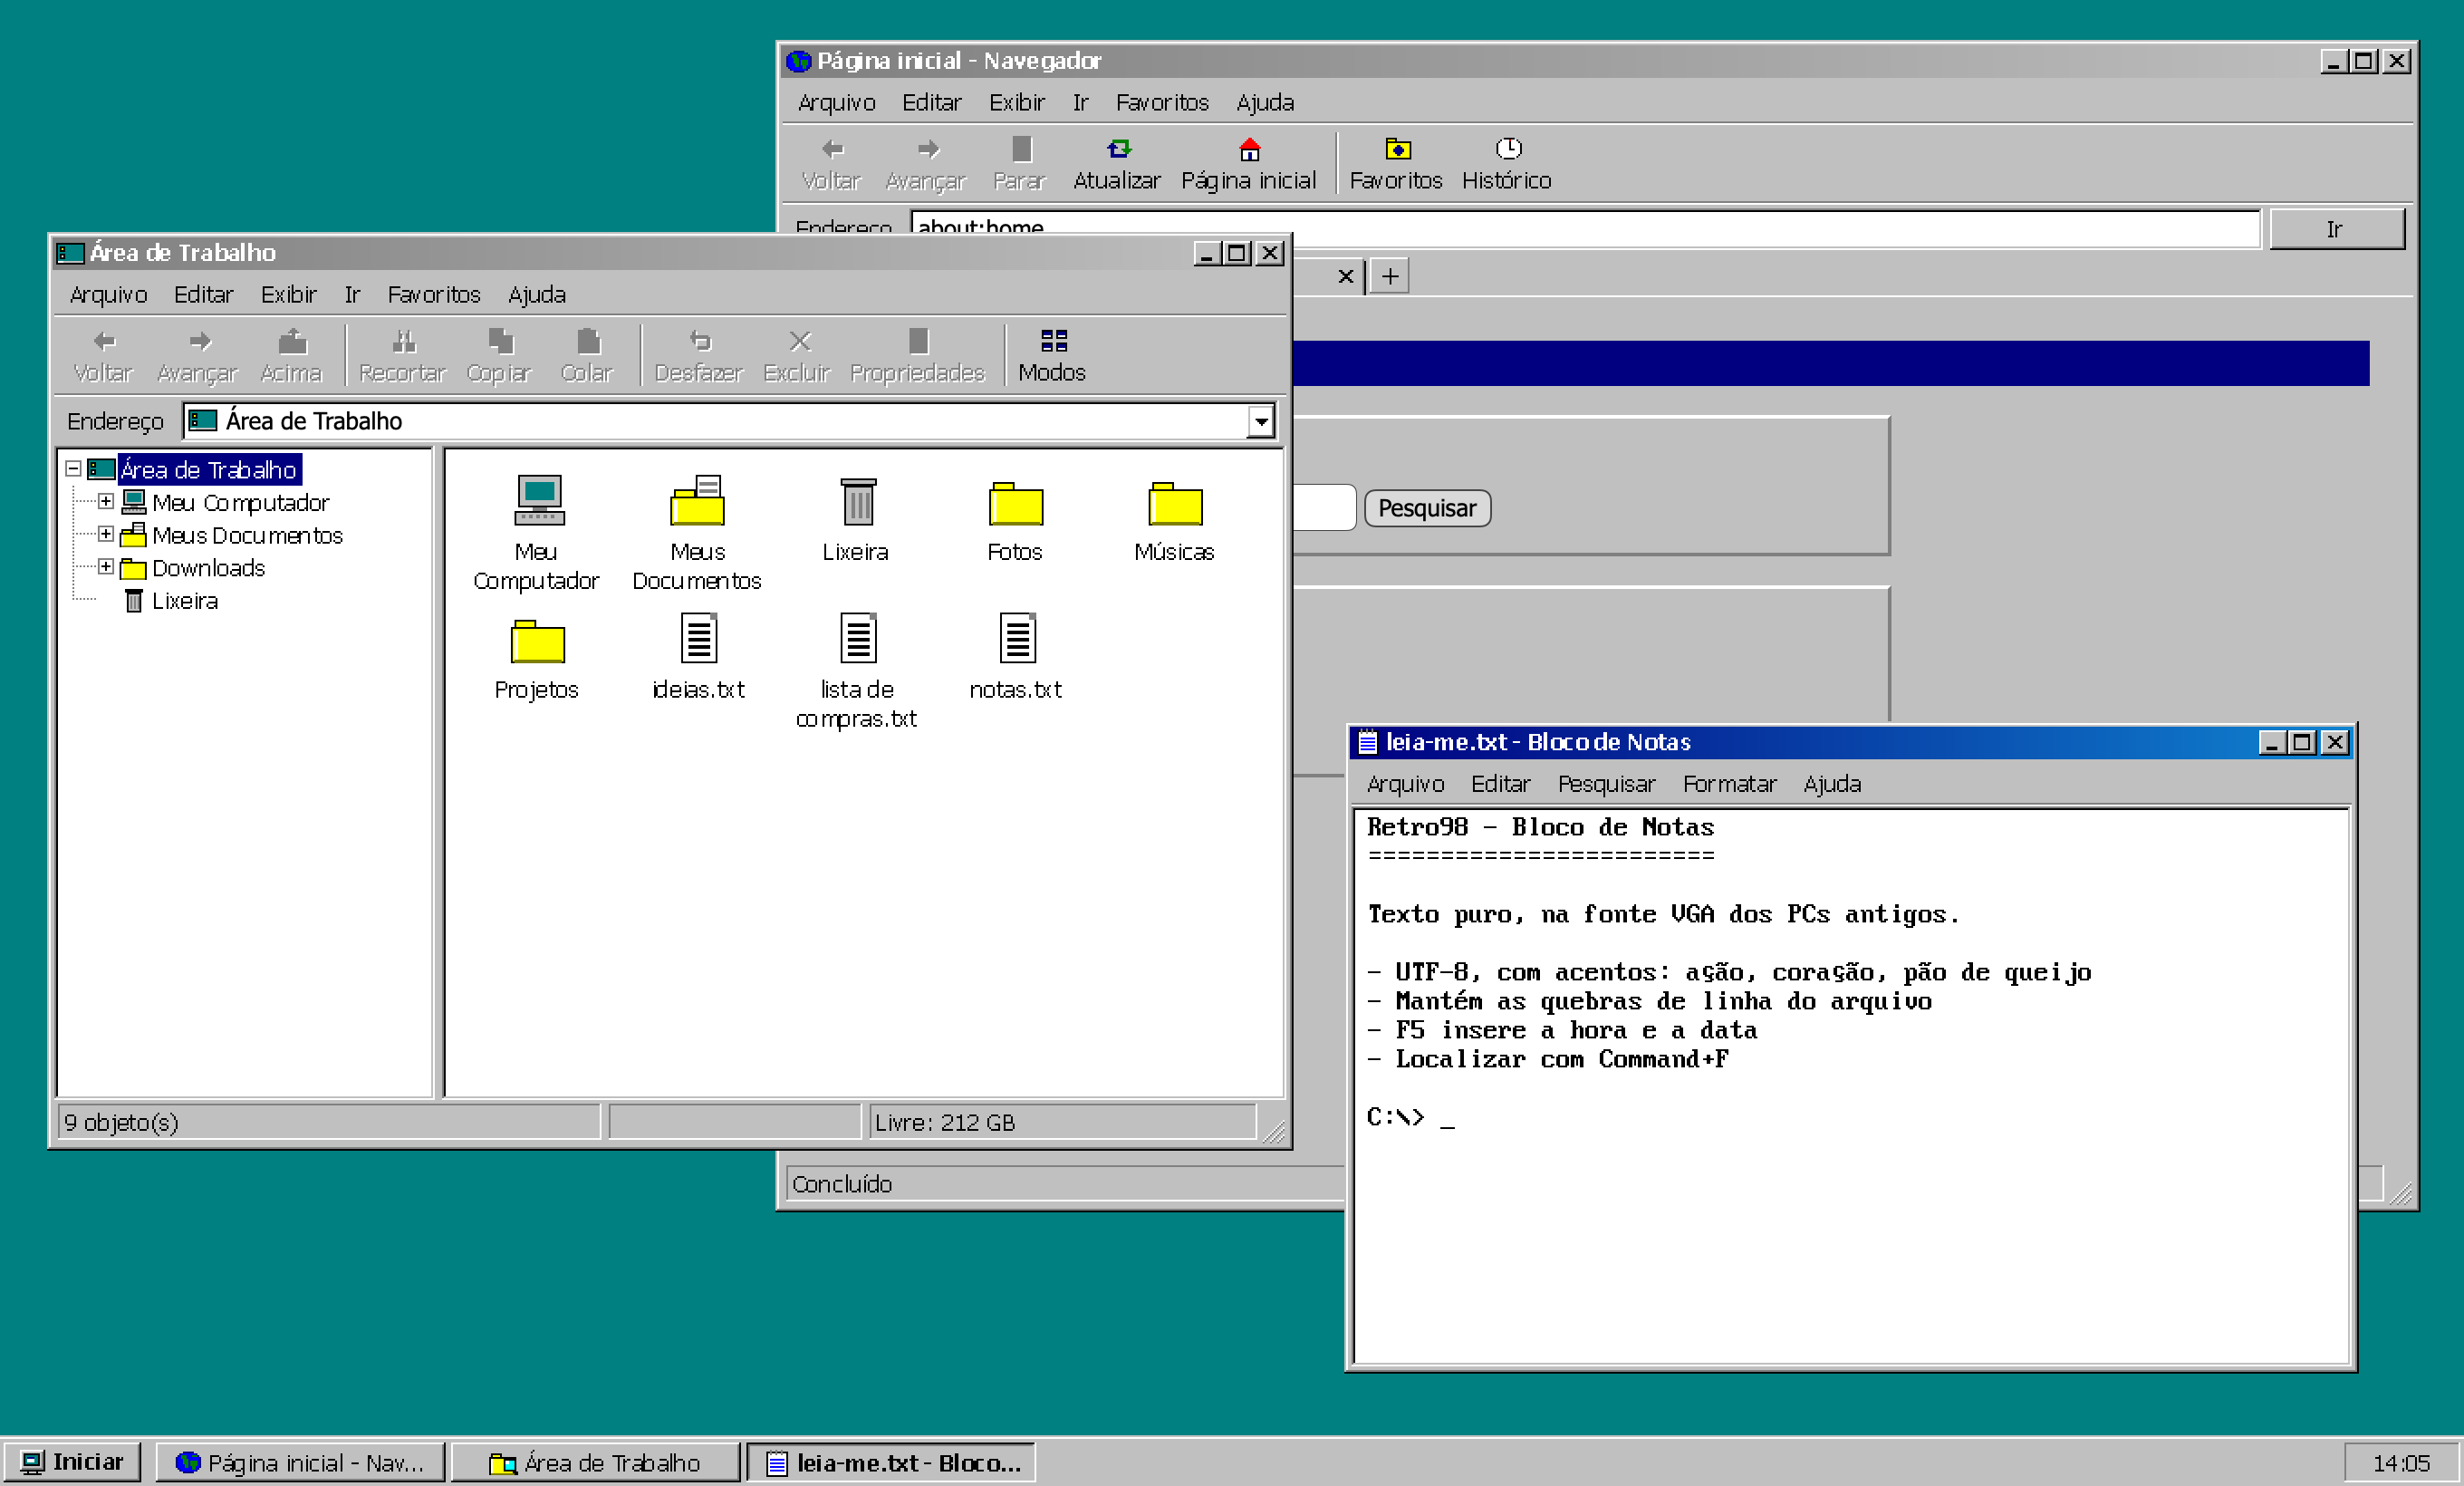 Página inicial - Navegador
Arquivo Editar Exibir Ir Favoritos Ajuda
Voltar Avançar Parar Atualizar Página inicial Favoritos Histórico
Endereço about:home Ir
Área de Trabalho
Arquivo Editar Exibir Ir Favoritos Ajuda
Voltar Avançar Acima Recortar Copiar Colar Desfazer Excluir Propriedades Modos
Endereço Área de Trabalho
Área de Trabalho
Meu Computador
Meus Documentos
Downloads
Lixeira
Meu Computador
Meus Documentos
Lixeira
Fotos
Músicas
Projetos
ideias.txt
lista de compras.txt
notas.txt
9 objeto(s) Livre: 212 GB
Pesquisar
Concluído
leia-me.txt - Bloco de Notas
Arquivo Editar Pesquisar Formatar Ajuda
Retro98 - Bloco de Notas
========================
Texto puro, na fonte VGA dos PCs antigos.
- UTF-8, com acentos: ação, coração, pão de queijo
- Mantém as quebras de linha do arquivo
- F5 insere a hora e a data
- Localizar com Command+F
C:\> _
Iniciar Página inicial - Nav... Área de Trabalho leia-me.txt - Bloco... 14:05